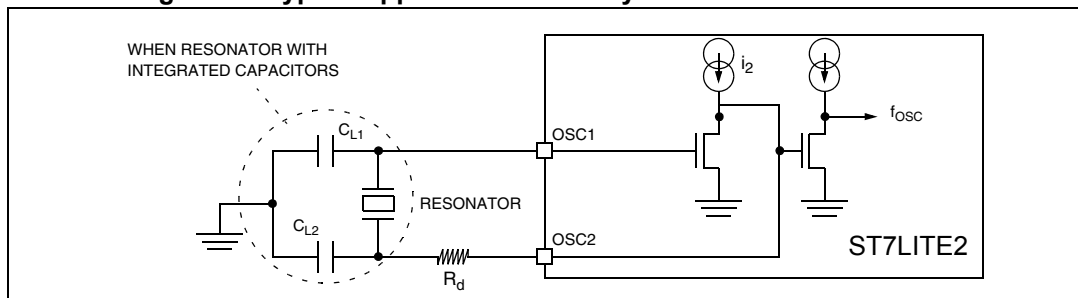 WHEN RESONATOR WITH
INTEGRATED CAPACITORS
CL1
OSC1
i2
fOSC
RESONATOR
CL2
OSC2
Rd
ST7LITE2